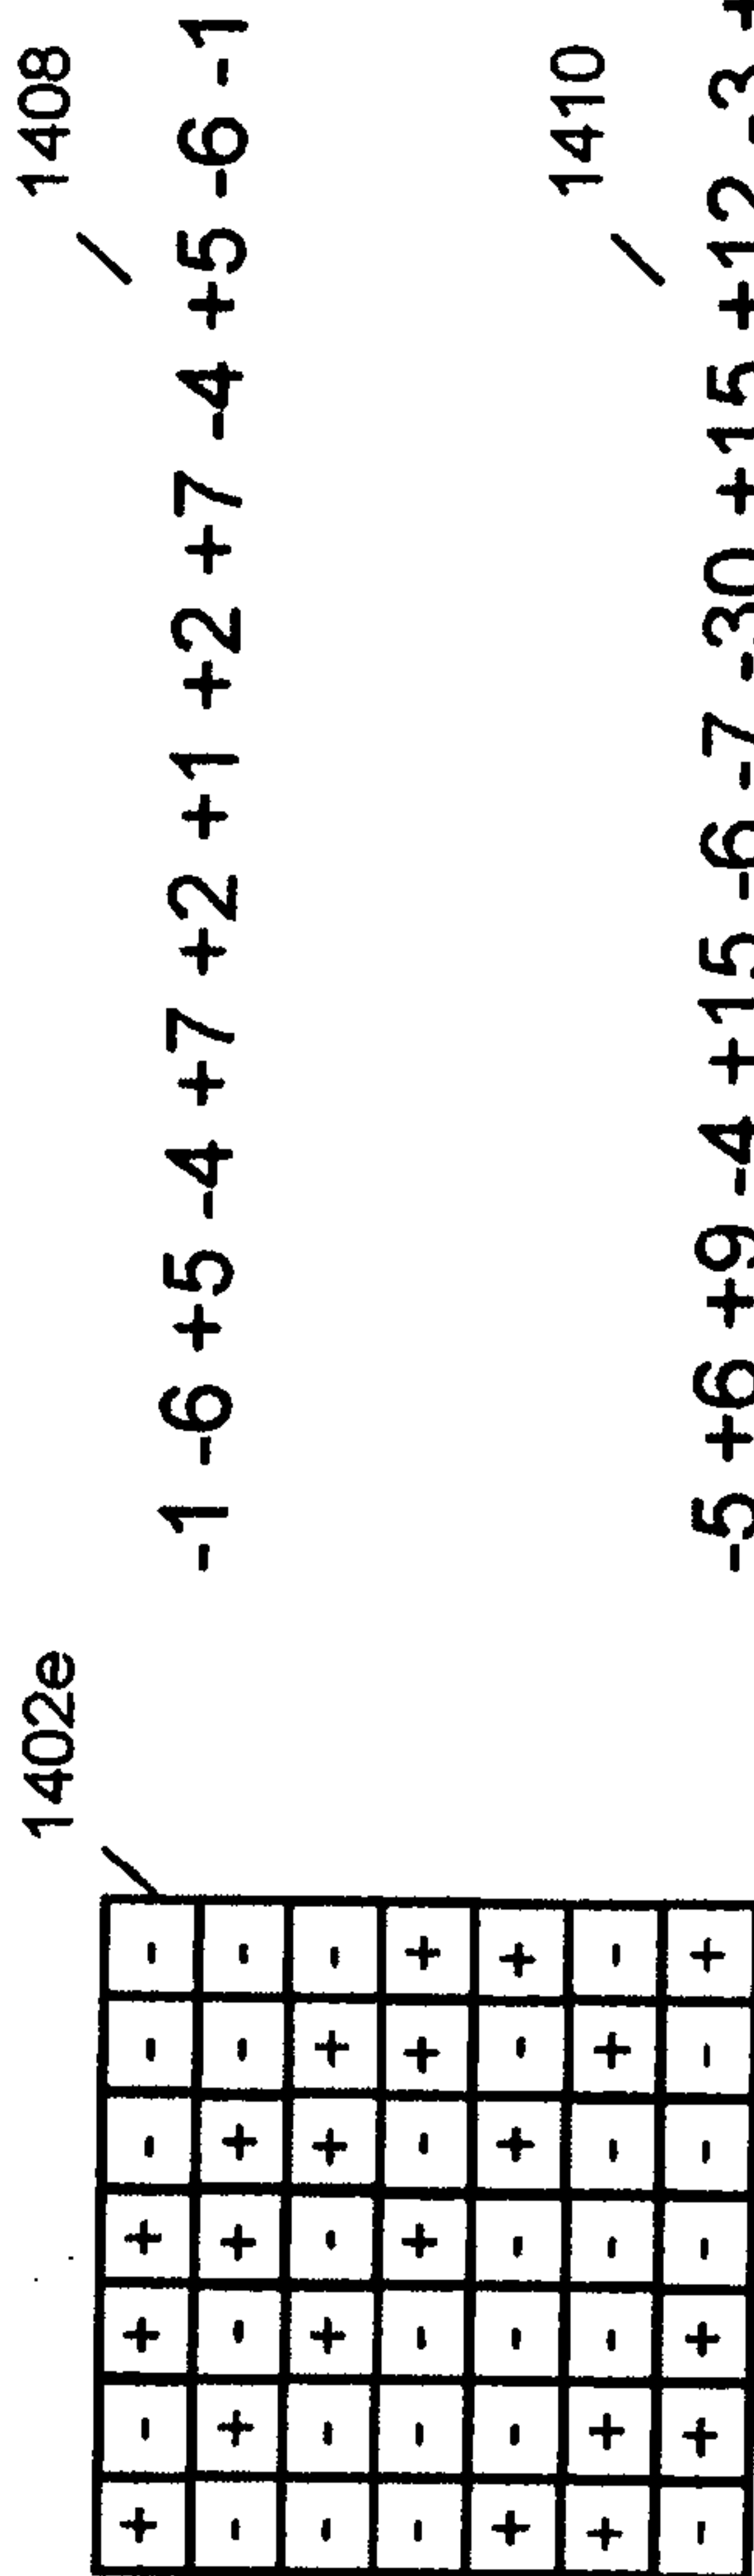 1402e
+ - + + - - -
- + - + + - -
- - + - + + -
- - - + - + +
+ - - - + - +
+ + - - - + -
- + + - - - +
1408
-1 -6 +5 -4 +7 +2 +1 +2 +7 -4 +5 -6 -1
1410
-5 +6 +9 -4 +15 -6 -7 -30 +15 +12 -3 +